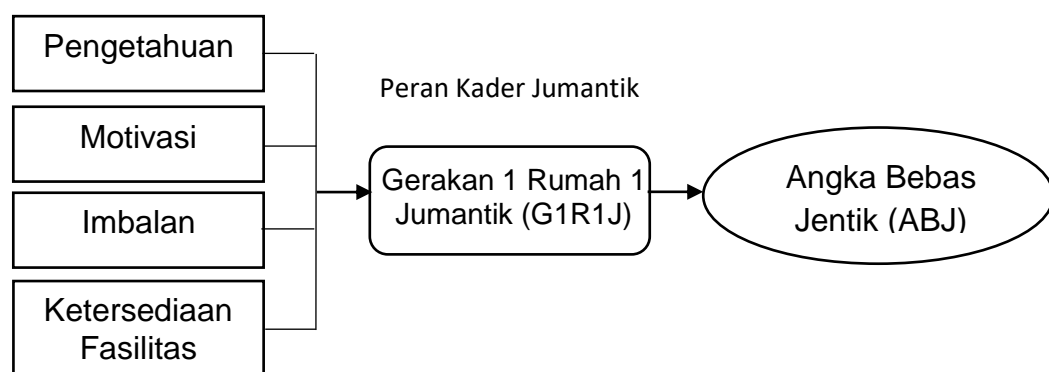 Pengetahuan
Motivasi
Imbalan
Ketersediaan
Fasilitas
Peran Kader Jumantik
Gerakan 1 Rumah 1
Jumantik (G1R1J)
Angka Bebas
Jentik (ABJ)